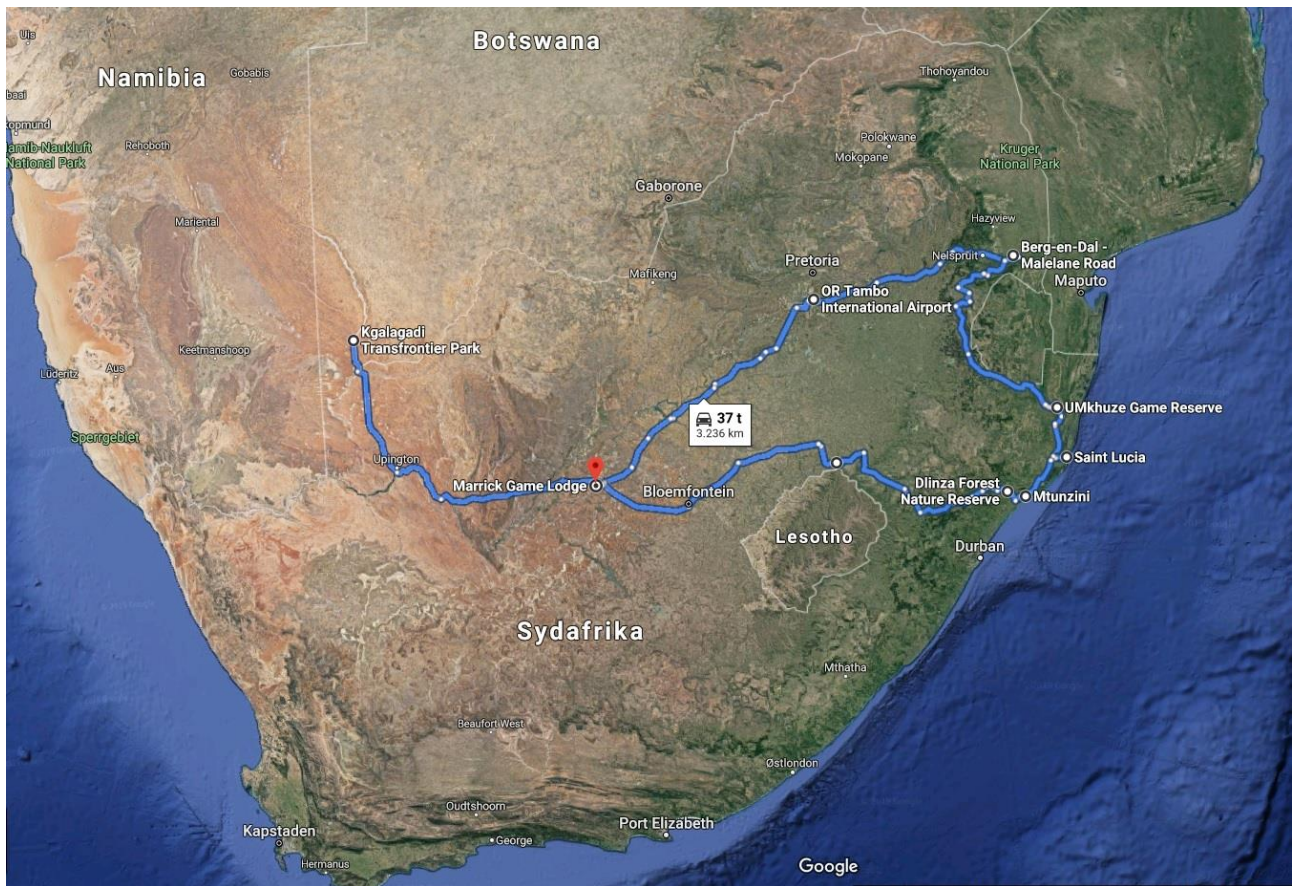 Botswana
Uis
Namibia
Gobabis
Thohoyandou
Rehoboth
Polokwane
Kruger
National Park
Mokopane
National Park
Gaborone
Hazyview
Mariental
Berg-en-Dal -
Malelane Road
Nelspruit
Pretoria
Mafikeng
Maputo
OR Tambo
International Airport
Kgalagadi
Transfrontier Park
Keetmanshoop
Aus
Lüderitz
UMkhuze Game Reserve
37 t
3.236 km
Sperrgebiet
Saint Lucia
Upington
Marrick Game Lodge
Bloemfontein
Dlinza Forest
Nature Reserve
Mtunzini
Lesotho
Durban
Sydafrika
Mthatha
Beaufort West
Østlondon
Oudtshoorn
Port Elizabeth
Kapstaden
George
Hermanus
Google